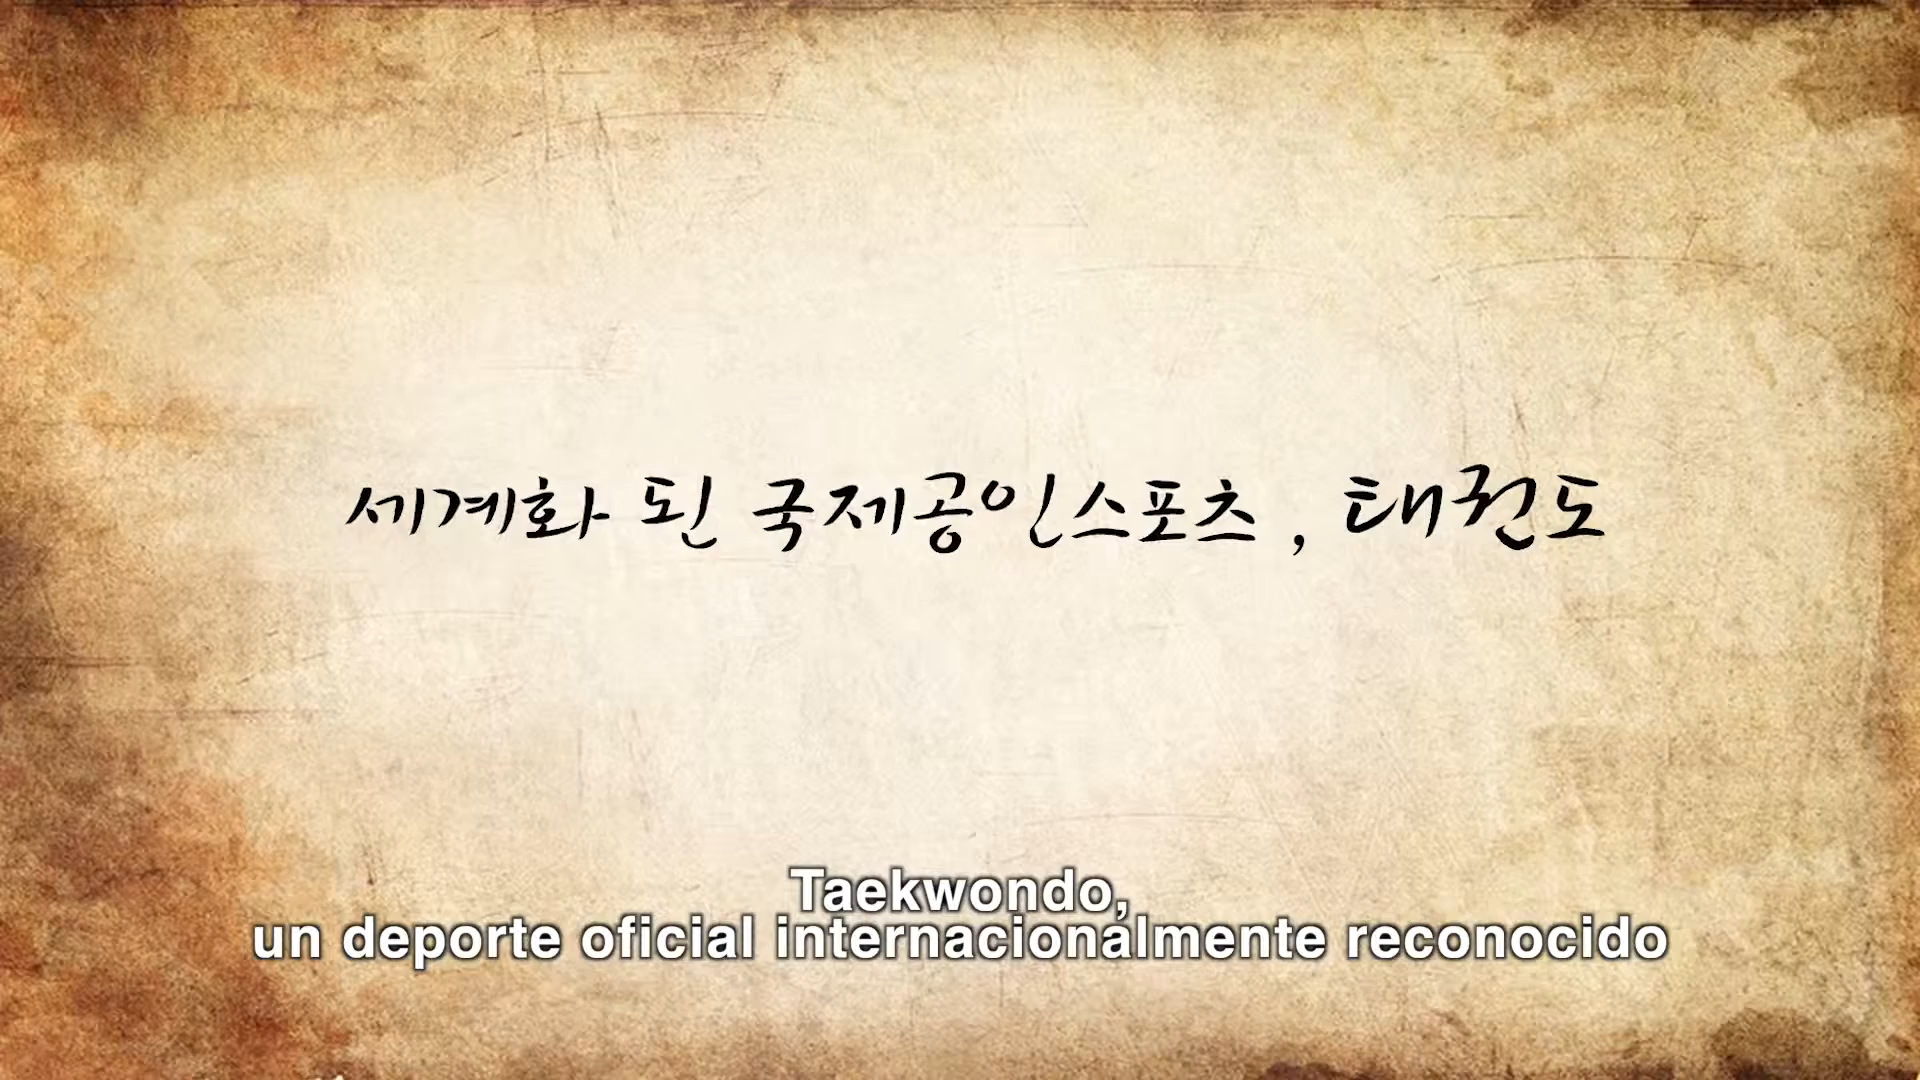 세계화 된 국제공인스포츠, 태권도
Taekwondo,
un deporte oficial internacionalmente reconocido